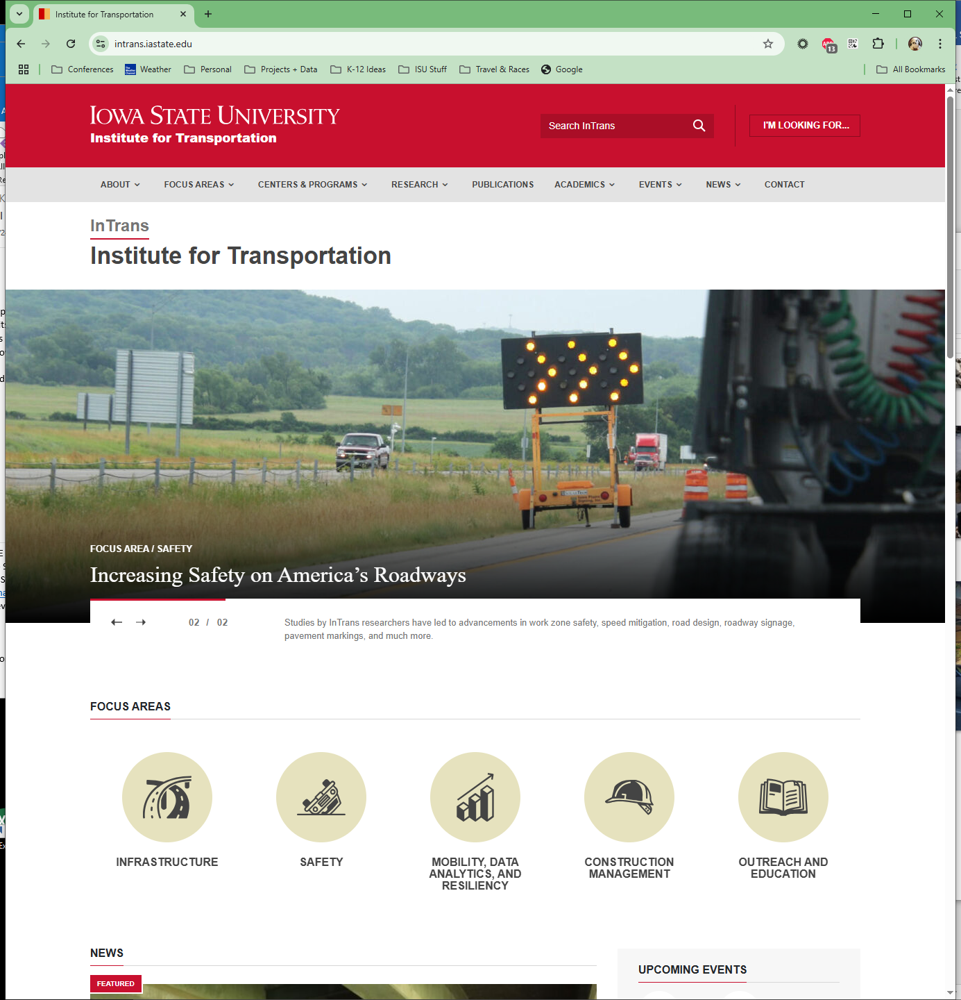 Institute for Transportation
intrans.iastate.edu
13
Conferences
Weather
Personal
Projects + Data
K-12 Ideas
ISU Stuff
Travel & Races
Google
All Bookmarks
IOWA STATE UNIVERSITY
Institute for Transportation
Search InTrans
I'M LOOKING FOR...
ABOUT
FOCUS AREAS
CENTERS & PROGRAMS
RESEARCH
PUBLICATIONS
ACADEMICS
EVENTS
NEWS
CONTACT
InTrans
Institute for Transportation
FOCUS AREA / SAFETY
Increasing Safety on America’s Roadways
02 / 02
Studies by InTrans researchers have led to advancements in work zone safety, speed mitigation, road design, roadway signage,
pavement markings, and much more.
FOCUS AREAS
INFRASTRUCTURE
SAFETY
MOBILITY, DATA
ANALYTICS, AND
RESILIENCY
CONSTRUCTION
MANAGEMENT
OUTREACH AND
EDUCATION
NEWS
FEATURED
UPCOMING EVENTS